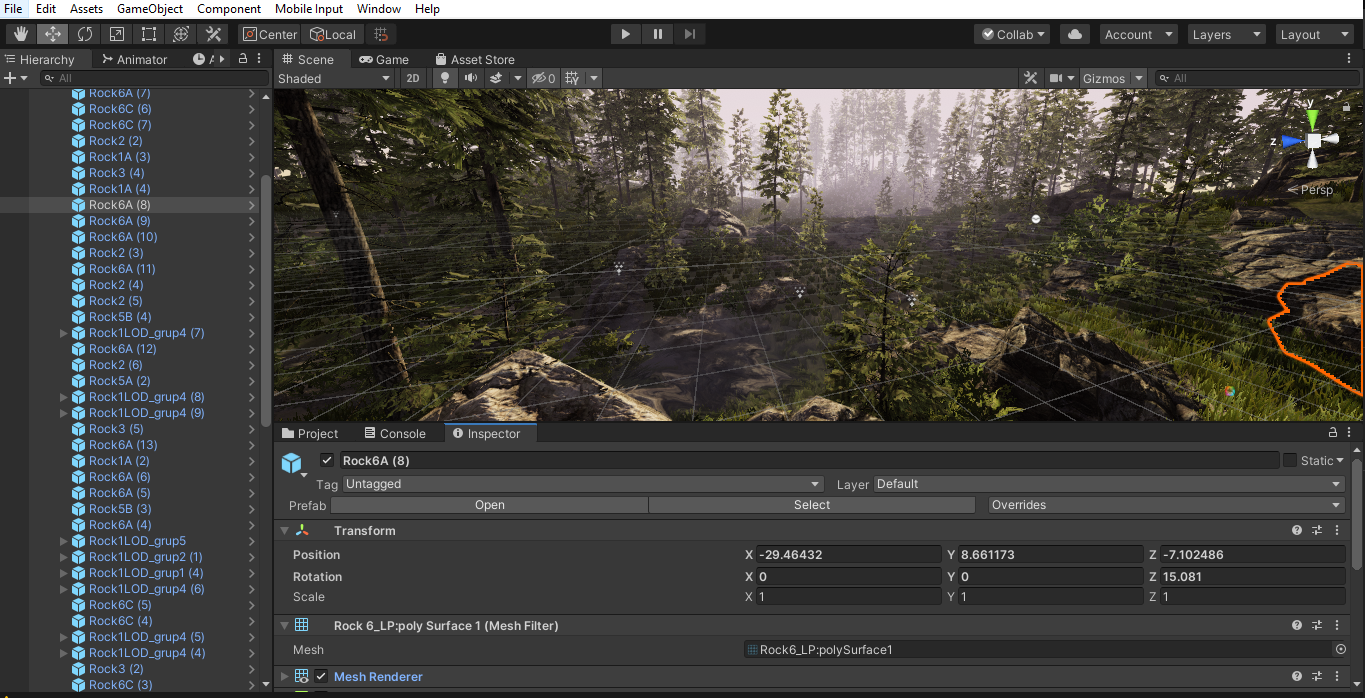 File Edit Assets GameObject Component Mobile Input Window Help
Center Local Collab Account Layers Layout
Hierarchy Animator A Scene Game Asset Store
All Shaded 2D 0 Gizmos All
Rock6A (7)
Rock6C (6)
Rock6C (7)
Rock2 (2)
Rock1A (3)
Rock3 (4)
Rock1A (4)
Rock6A (8)
Rock6A (9)
Rock6A (10)
Rock2 (3)
Rock6A (11)
Rock2 (4)
Rock2 (5)
Rock5B (4)
Rock1LOD_grup4 (7)
Rock6A (12)
Rock2 (6)
Rock5A (2)
Rock1LOD_grup4 (8)
Rock1LOD_grup4 (9)
Rock3 (5)
Rock6A (13)
Rock1A (2)
Rock6A (6)
Rock6A (5)
Rock5B (3)
Rock6A (4)
Rock1LOD_grup5
Rock1LOD_grup2 (1)
Rock1LOD_grup1 (4)
Rock1LOD_grup4 (6)
Rock6C (5)
Rock6C (4)
Rock1LOD_grup4 (5)
Rock1LOD_grup4 (4)
Rock3 (2)
Rock6C (3)
y
z
Persp
Project Console Inspector
Rock6A (8) Static
Tag Untagged Layer Default
Prefab Open Select Overrides
Transform
Position X -29.46432 Y 8.661173 Z -7.102486
Rotation X 0 Y 0 Z 15.081
Scale X 1 Y 1 Z 1
Rock 6_LP:poly Surface 1 (Mesh Filter)
Mesh Rock6_LP:polySurface1
Mesh Renderer